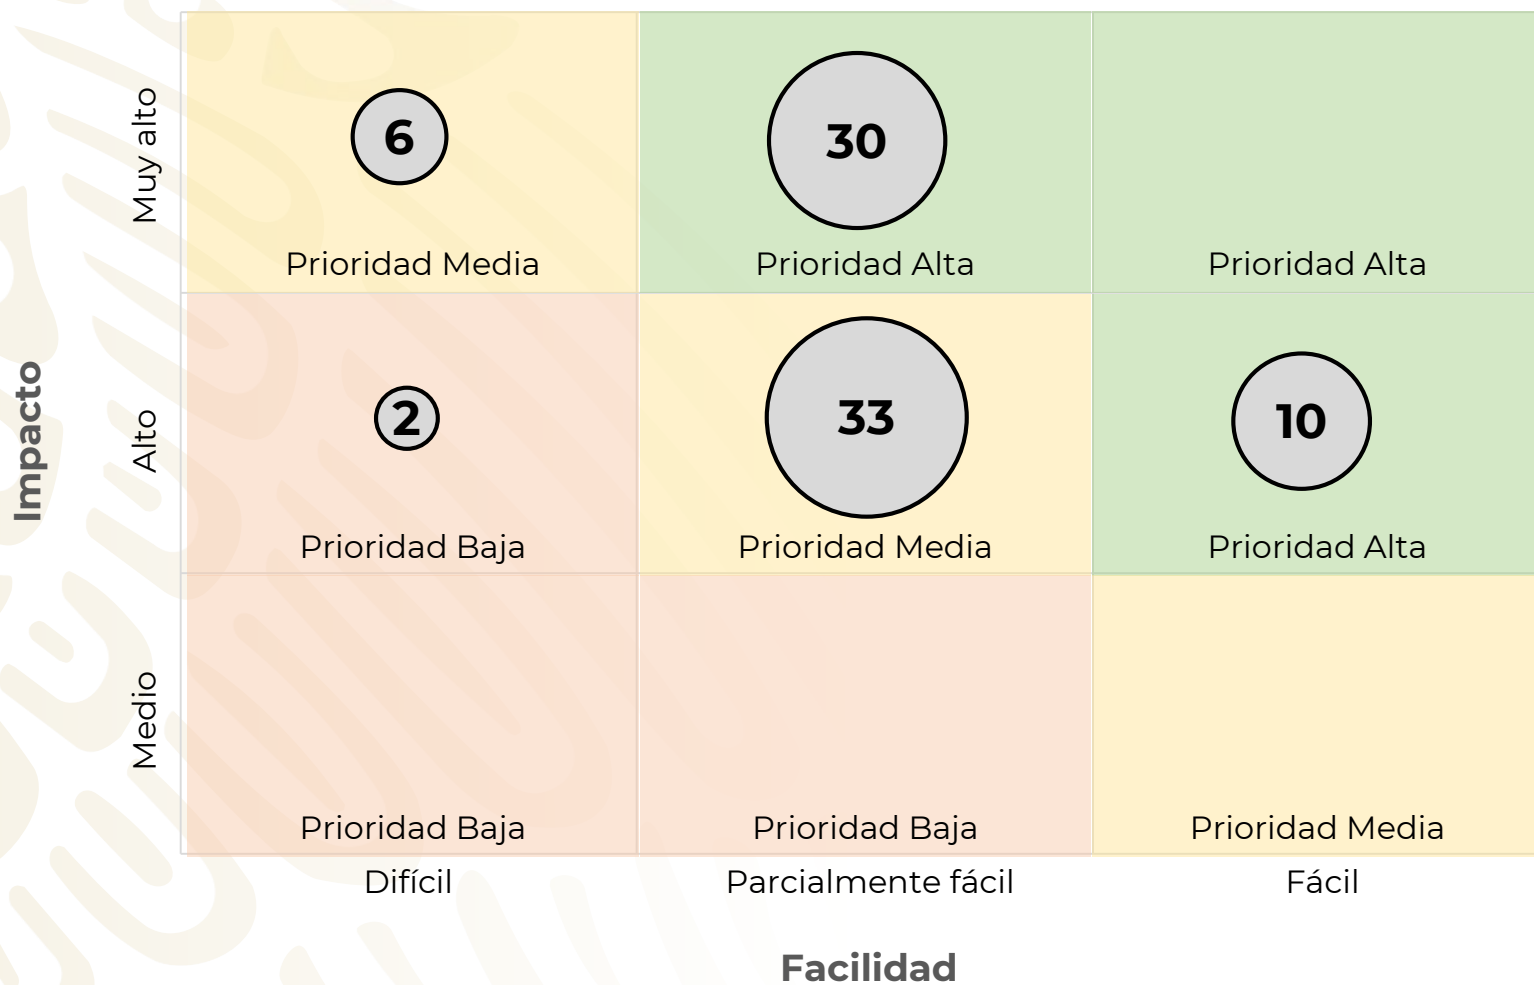 Impacto
Muy alto
6
30
Prioridad Media
Prioridad Alta
Prioridad Alta
Alto
2
33
10
Prioridad Baja
Prioridad Media
Prioridad Alta
Medio
Prioridad Baja
Prioridad Baja
Prioridad Media
Difícil
Parcialmente fácil
Fácil
Facilidad